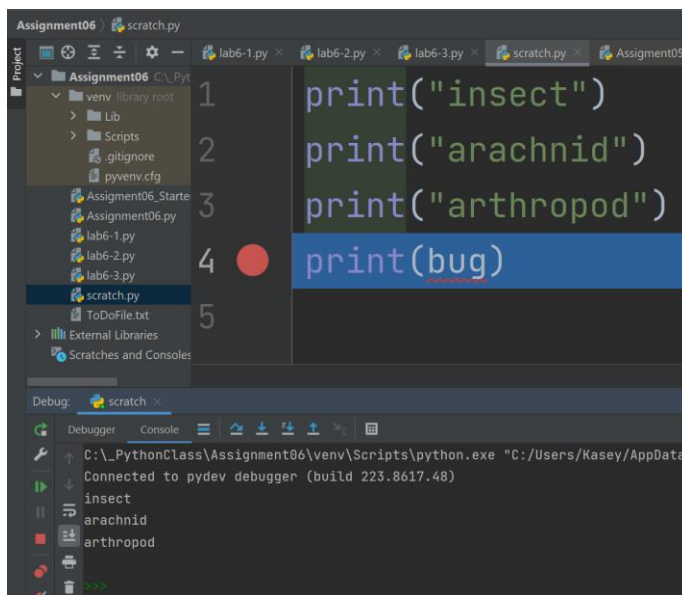 Assignment06 scratch.py
Project
lab6-1.py lab6-2.py lab6-3.py scratch.py Assigment05
Assignment06 C:\_Pyt
venv library root
Lib
Scripts
.gitignore
pyvenv.cfg
Assigment06_Starte
Assignment06.py
lab6-1.py
lab6-2.py
lab6-3.py
scratch.py
ToDoFile.txt
External Libraries
Scratches and Consoles
1 print("insect")
2 print("arachnid")
3 print("arthropod")
4 print(bug)
5
Debug: scratch
Debugger Console
C:\_PythonClass\Assignment06\venv\Scripts\python.exe "C:/Users/Kasey/AppData
Connected to pydev debugger (build 223.8617.48)
insect
arachnid
arthropod
>>>